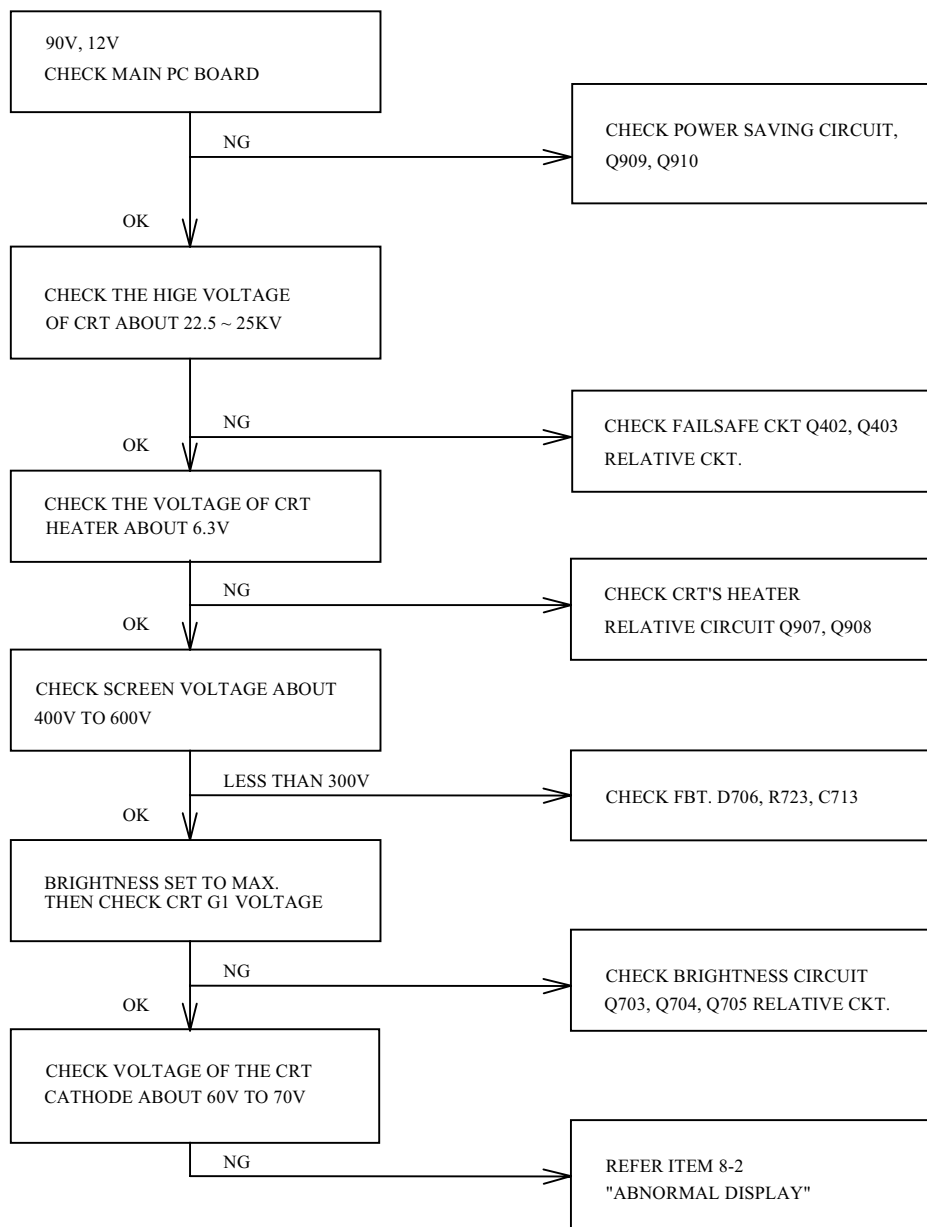 90V, 12V
CHECK MAIN PC BOARD
NG
CHECK POWER SAVING CIRCUIT,
Q909, Q910
OK
CHECK THE HIGE VOLTAGE
OF CRT ABOUT 22.5 ~ 25KV
NG
CHECK FAILSAFE CKT Q402, Q403
RELATIVE CKT.
OK
CHECK THE VOLTAGE OF CRT
HEATER ABOUT 6.3V
NG
CHECK CRT'S HEATER
RELATIVE CIRCUIT Q907, Q908
OK
CHECK SCREEN VOLTAGE ABOUT
400V TO 600V
LESS THAN 300V
CHECK FBT. D706, R723, C713
OK
BRIGHTNESS SET TO MAX.
THEN CHECK CRT G1 VOLTAGE
NG
CHECK BRIGHTNESS CIRCUIT
Q703, Q704, Q705 RELATIVE CKT.
OK
CHECK VOLTAGE OF THE CRT
CATHODE ABOUT 60V TO 70V
NG
REFER ITEM 8-2
"ABNORMAL DISPLAY"